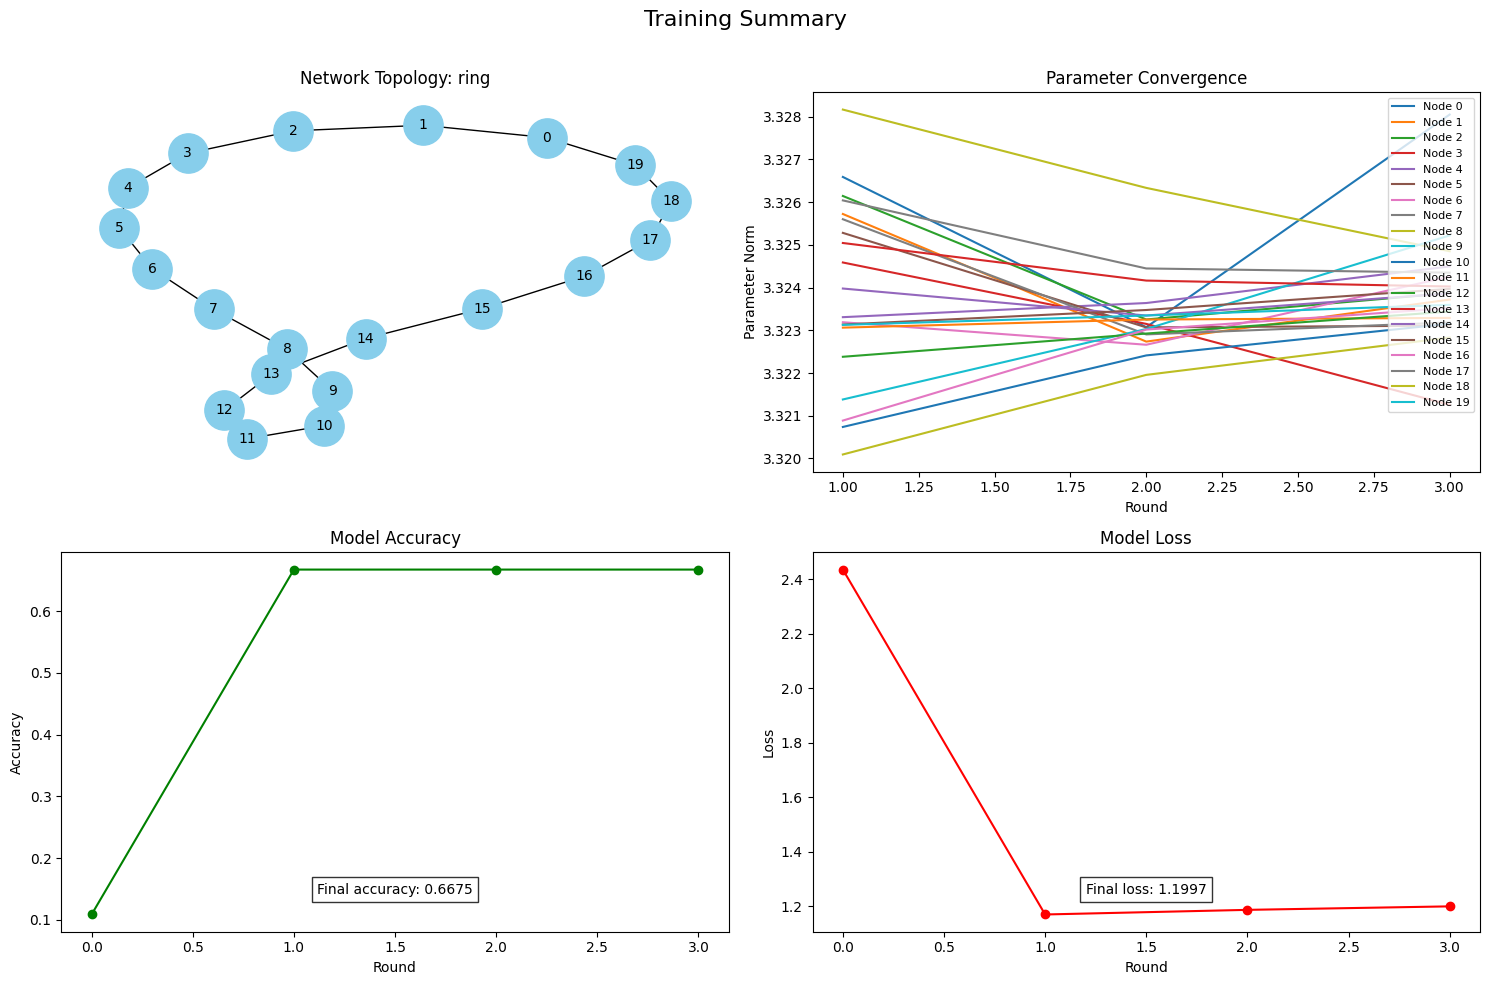 Training Summary
Network Topology: ring
0
1
2
3
4
5
6
7
8
9
10
11
12
13
14
15
16
17
18
19
Parameter Convergence
Parameter Norm
3.328
3.327
3.326
3.325
3.324
3.323
3.322
3.321
3.320
1.00 1.25 1.50 1.75 2.00 2.25 2.50 2.75 3.00
Round
Node 0
Node 1
Node 2
Node 3
Node 4
Node 5
Node 6
Node 7
Node 8
Node 9
Node 10
Node 11
Node 12
Node 13
Node 14
Node 15
Node 16
Node 17
Node 18
Node 19
Model Accuracy
Accuracy
0.6
0.5
0.4
0.3
0.2
0.1
Final accuracy: 0.6675
0.0 0.5 1.0 1.5 2.0 2.5 3.0
Round
Model Loss
Loss
2.4
2.2
2.0
1.8
1.6
1.4
1.2
Final loss: 1.1997
0.0 0.5 1.0 1.5 2.0 2.5 3.0
Round